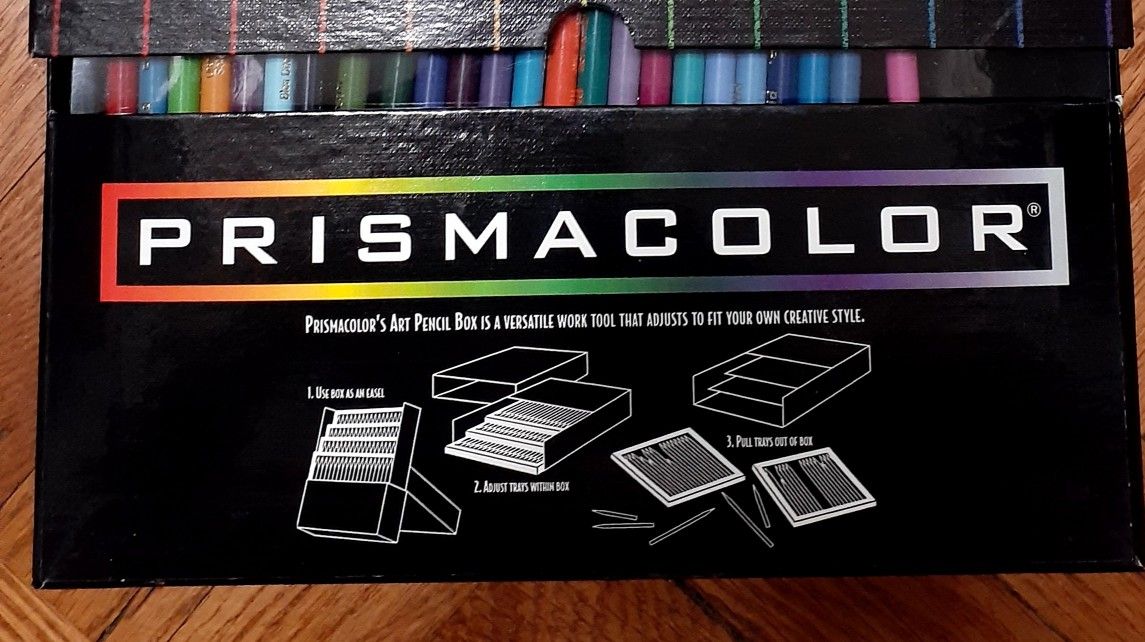 PRISMACOLOR®
PRISMACOLOR'S ART PENCIL BOX IS A VERSATILE WORK TOOL THAT ADJUSTS TO FIT YOUR OWN CREATIVE STYLE.
1. USE BOX AS AN EASEL
2. ADJUST TRAYS WITHIN BOX
3. PULL TRAYS OUT OF BOX